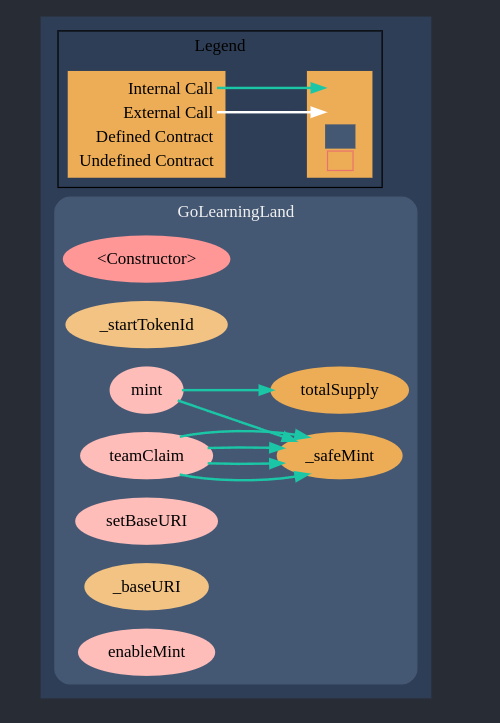 Legend
Internal Call
External Call
Defined Contract
Undefined Contract
GoLearningLand
<Constructor>
_startTokenId
mint
totalSupply
teamClaim
_safeMint
setBaseURI
_baseURI
enableMint